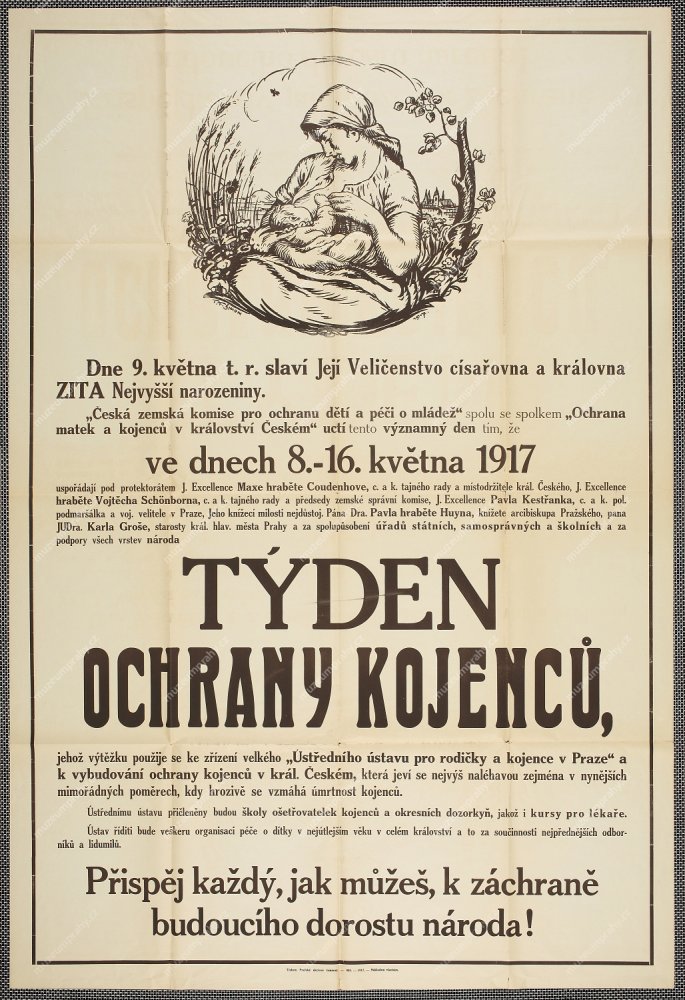 Dne 9. května t. r. slaví Její Veličenstvo císařovna a královna
ZITA Nejvyšší narozeniny.
„Česká zemská komise pro ochranu dětí a péči o mládež“ spolu se spolkem „Ochrana
matek a kojenců v království Českém“ uctí tento významný den tím, že
ve dnech 8.-16. května 1917
uspořádají pod protektorátem J. Excellence Maxe hraběte Coudenhove, c. a k. tajného rady a místodržitele král. Českého, J. Excellence
hraběte Vojtěcha Schönborna, c. a k. tajného rady a předsedy zemské správní komise, J. Excellence Pavla Kestřanka, c. a k. pol.
podmaršálka a voj. velitele v Praze, Jeho knížecí milosti nejdůstoj. Pána Dra. Pavla hraběte Huyna, knížete arcibiskupa Pražského, pana
JUDra. Karla Groše, starosty král. hlav. města Prahy a za spolupůsobení úřadů státních, samosprávných a školních a za
podpory všech vrstev národa
TÝDEN
OCHRANY KOJENCŮ,
jehož výtěžku použije se ke zřízení velkého „Ústředního ústavu pro rodičky a kojence v Praze“ a
k vybudování ochrany kojenců v král. Českém, která jeví se nejvýš naléhavou zejména v nynějších
mimořádných poměrech, kdy hrozivě se vzmáhá úmrtnost kojenců.
Ústřednímu ústavu přičleněny budou školy ošetřovatelek kojenců a okresních dozorkyň, jakož i kursy pro lékaře.
Ústav říditi bude veškeru organisaci péče o dítky v nejútlejším věku v celém království a to za součinnosti nejpřednějších odbor-
níků a lidumilů.
Přispěj každý, jak můžeš, k záchraně
budoucího dorostu národa!